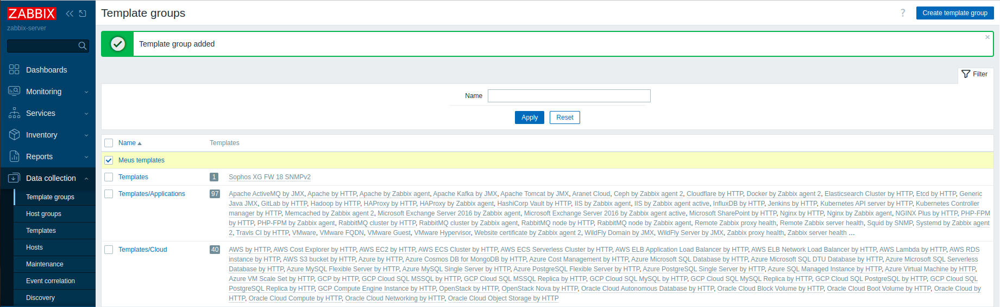 ZABBIX
zabbix-server
Dashboards
Monitoring
Services
Inventory
Reports
Data collection
Template groups
Host groups
Templates
Hosts
Maintenance
Event correlation
Discovery
Template groups
?
Create template group
Template group added
Filter
Name
Apply
Reset
Name Templates
Meus templates
Templates 1 Sophos XG FW 18 SNMPv2
Templates/Applications 97 Apache ActiveMQ by JMX, Apache by HTTP, Apache by Zabbix agent, Apache Kafka by JMX, Apache Tomcat by JMX, Aranet Cloud, Ceph by Zabbix agent 2, Cloudflare by HTTP, Docker by Zabbix agent 2, Elasticsearch Cluster by HTTP, Etcd by HTTP, Generic
Java JMX, GitLab by HTTP, Hadoop by HTTP, HAProxy by HTTP, HAProxy by Zabbix agent, HashiCorp Vault by HTTP, IIS by Zabbix agent, IIS by Zabbix agent active, InfluxDB by HTTP, Jenkins by HTTP, Kubernetes API server by HTTP, Kubernetes Controller
manager by HTTP, Memcached by Zabbix agent 2, Microsoft Exchange Server 2016 by Zabbix agent, Microsoft Exchange Server 2016 by Zabbix agent active, Microsoft SharePoint by HTTP, Nginx by HTTP, Nginx by Zabbix agent, NGINX Plus by HTTP, PHP-FPM
by HTTP, PHP-FPM by Zabbix agent, RabbitMQ cluster by HTTP, RabbitMQ cluster by Zabbix agent, RabbitMQ node by HTTP, RabbitMQ node by Zabbix agent, Remote Zabbix proxy health, Remote Zabbix server health, Squid by SNMP, Systemd by Zabbix agent
2, Travis CI by HTTP, VMware, VMware FQDN, VMware Guest, VMware Hypervisor, Website certificate by Zabbix agent 2, WildFly Domain by JMX, WildFly Server by JMX, Zabbix proxy health, Zabbix server health ...
Templates/Cloud 40 AWS by HTTP, AWS Cost Explorer by HTTP, AWS EC2 by HTTP, AWS ECS Cluster by HTTP, AWS ECS Serverless Cluster by HTTP, AWS ELB Application Load Balancer by HTTP, AWS ELB Network Load Balancer by HTTP, AWS Lambda by HTTP, AWS RDS
instance by HTTP, AWS S3 bucket by HTTP, Azure by HTTP, Azure Cosmos DB for MongoDB by HTTP, Azure Cost Management by HTTP, Azure Microsoft SQL Database by HTTP, Azure Microsoft SQL DTU Database by HTTP, Azure Microsoft SQL Serverless
Database by HTTP, Azure MySQL Flexible Server by HTTP, Azure MySQL Single Server by HTTP, Azure PostgreSQL Flexible Server by HTTP, Azure PostgreSQL Single Server by HTTP, Azure SQL Managed Instance by HTTP, Azure Virtual Machine by HTTP,
Azure VM Scale Set by HTTP, GCP by HTTP, GCP Cloud SQL MSSQL by HTTP, GCP Cloud SQL MSSQL Replica by HTTP, GCP Cloud SQL MySQL by HTTP, GCP Cloud SQL MySQL Replica by HTTP, GCP Cloud SQL PostgreSQL by HTTP, GCP Cloud SQL
PostgreSQL Replica by HTTP, GCP Compute Engine Instance by HTTP, OpenStack by HTTP, OpenStack Nova by HTTP, Oracle Cloud Autonomous Database by HTTP, Oracle Cloud Block Volume by HTTP, Oracle Cloud Boot Volume by HTTP, Oracle Cloud by
HTTP, Oracle Cloud Compute by HTTP, Oracle Cloud Networking by HTTP, Oracle Cloud Object Storage by HTTP